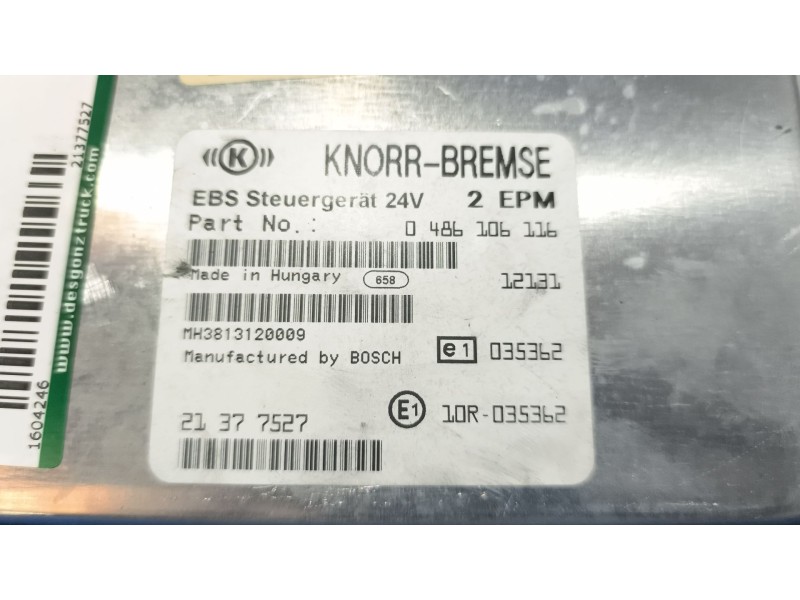 21377527
www.desgonztruck.com
1604246
K KNORR-BREMSE
EBS Steuergerät 24V 2 EPM
Part No.: 0 486 106 116
Made in Hungary 658 12131
MH3813120009
Manufactured by BOSCH e1 035362
21 37 7527 E1 10R-035362